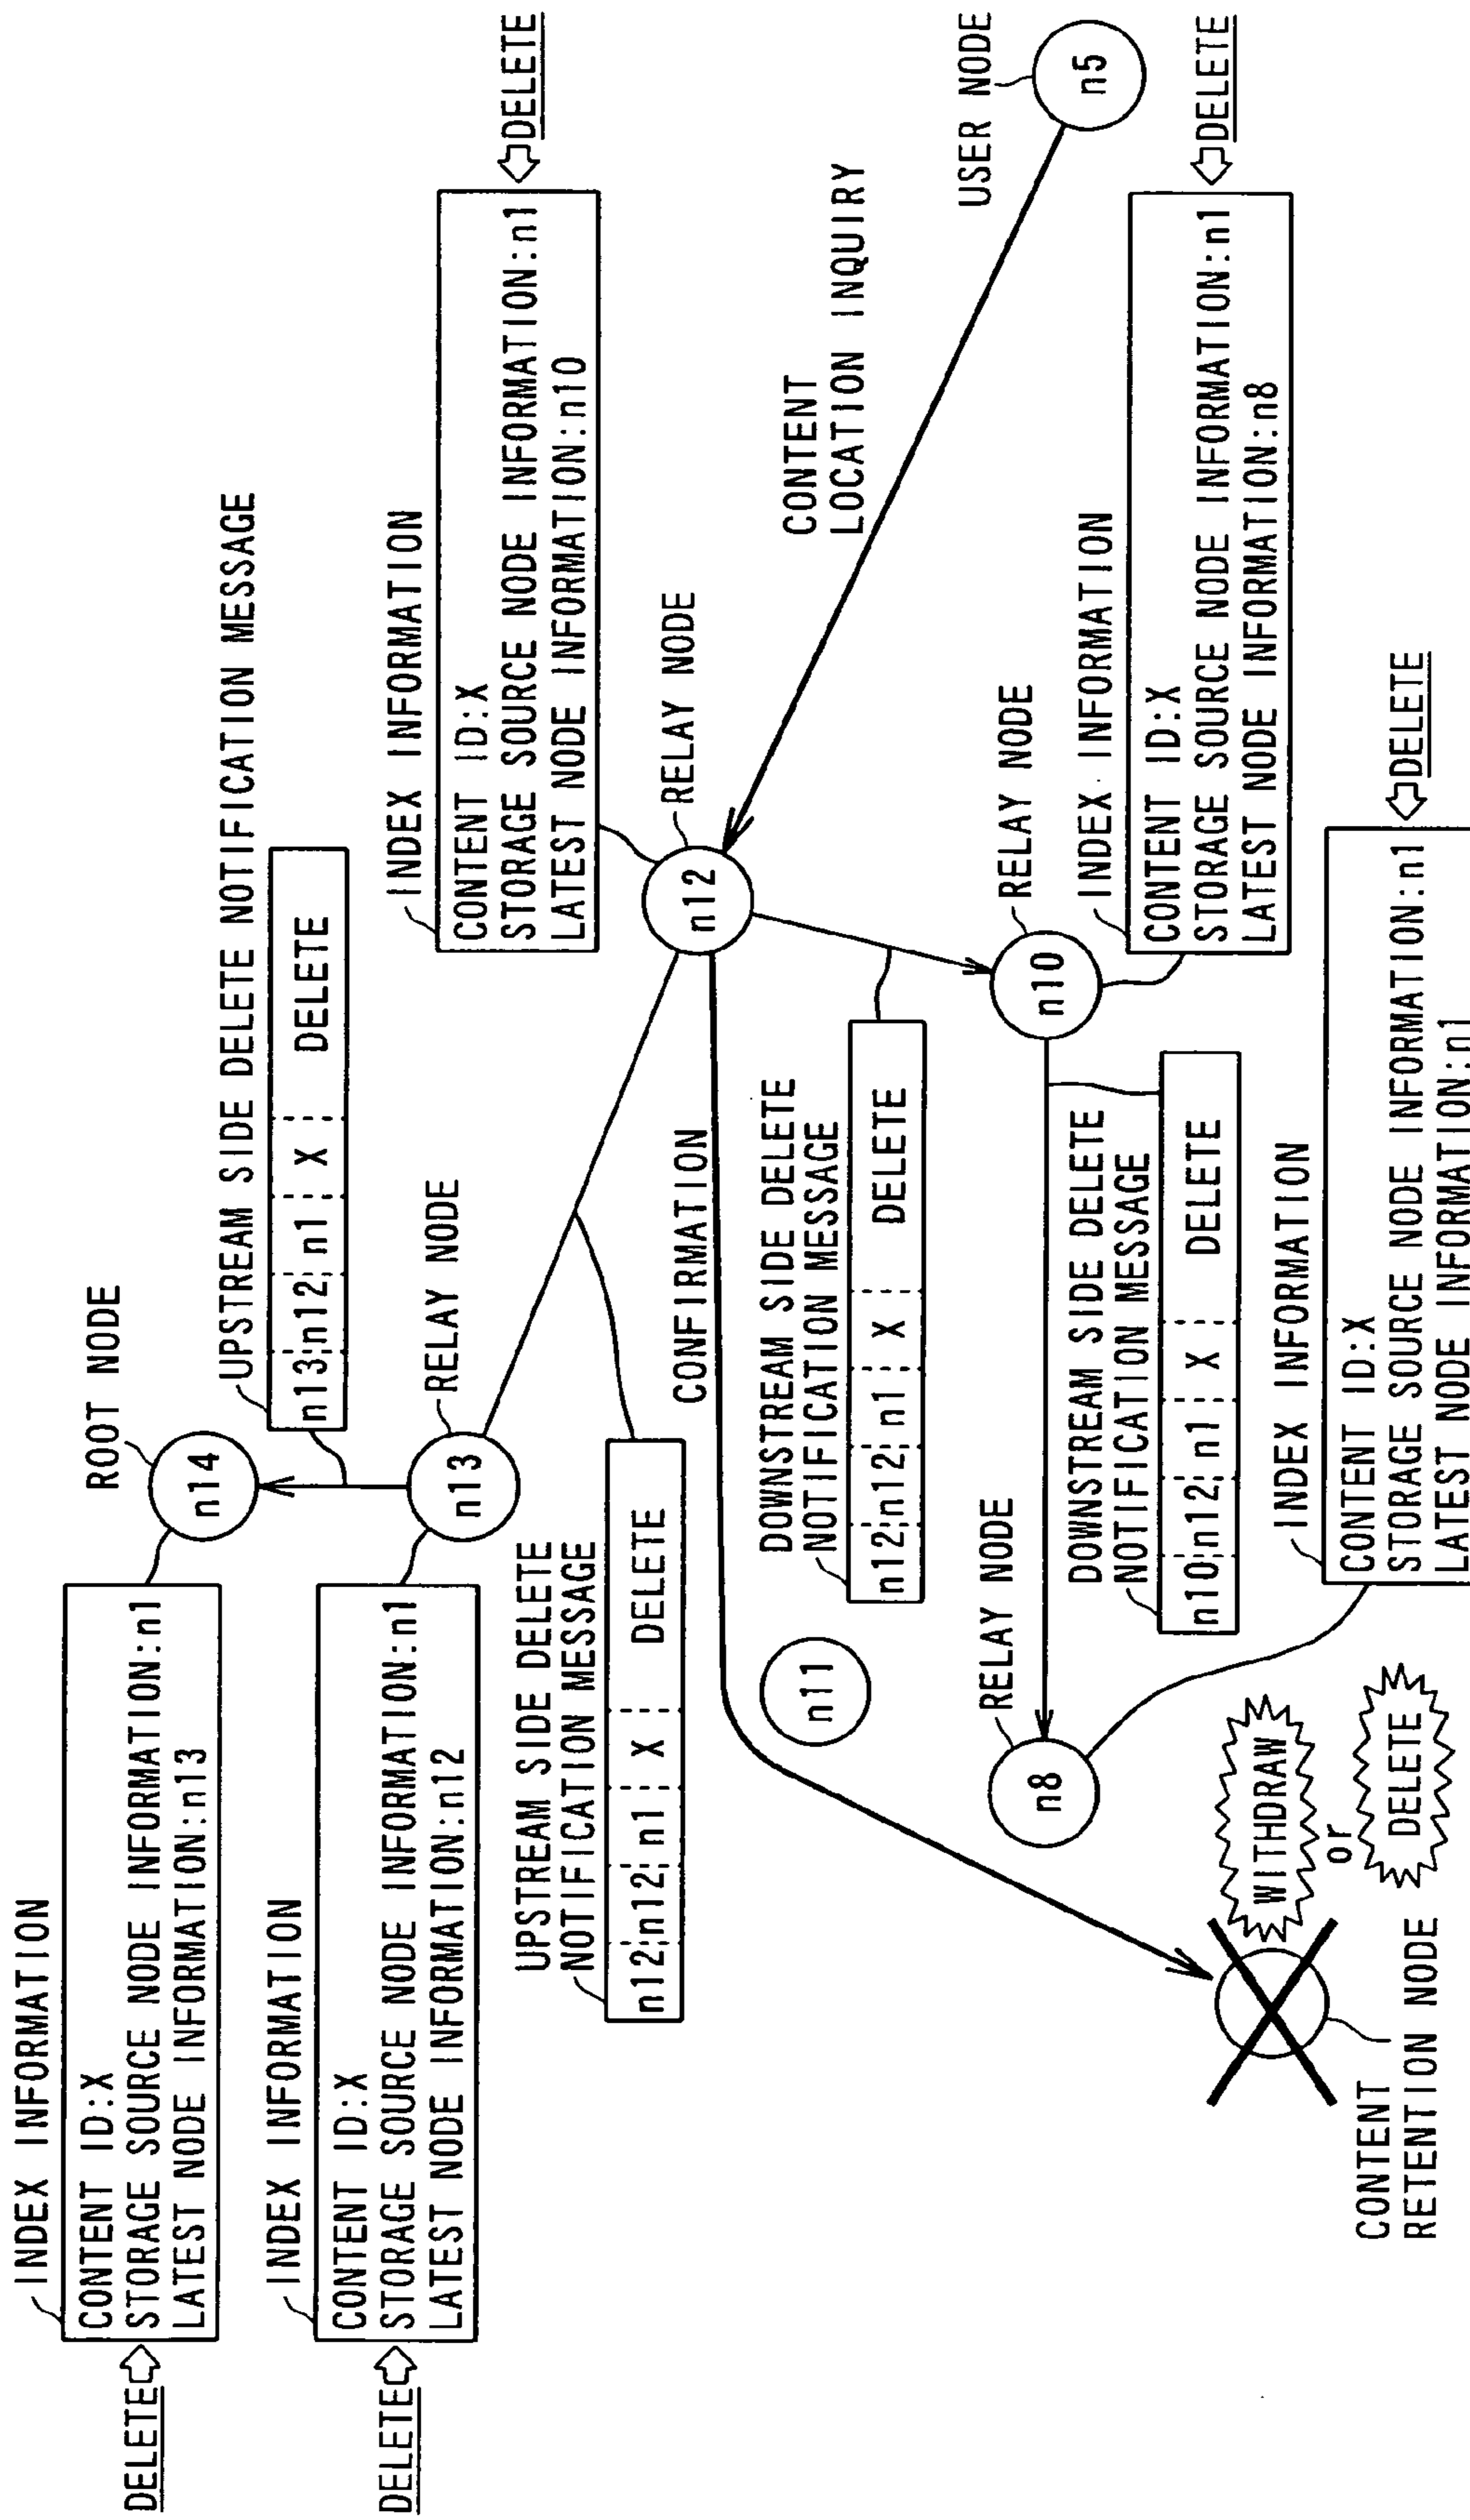 INDEX INFORMATION
CONTENT ID:X
STORAGE SOURCE NODE INFORMATION:n1
LATEST NODE INFORMATION:n13
DELETE
ROOT NODE
n14
UPSTREAM SIDE DELETE NOTIFICATION MESSAGE
n13 n12 n1 X DELETE
INDEX INFORMATION
CONTENT ID:X
STORAGE SOURCE NODE INFORMATION:n1
LATEST NODE INFORMATION:n12
DELETE
RELAY NODE
n13
INDEX INFORMATION
CONTENT ID:X
STORAGE SOURCE NODE INFORMATION:n1
LATEST NODE INFORMATION:n10
DELETE
UPSTREAM SIDE DELETE
NOTIFICATION MESSAGE
n12 n12 n1 X DELETE
RELAY NODE
n12
CONFIRMATION
CONTENT
LOCATION INQUIRY
USER NODE
n5
n11
DOWNSTREAM SIDE DELETE
NOTIFICATION MESSAGE
n12 n12 n1 X DELETE
RELAY NODE
n10
INDEX INFORMATION
CONTENT ID:X
STORAGE SOURCE NODE INFORMATION:n1
LATEST NODE INFORMATION:n8
DELETE
RELAY NODE
n8
DOWNSTREAM SIDE DELETE
NOTIFICATION MESSAGE
n10 n12 n1 X DELETE
WITHDRAW
or
DELETE
CONTENT
RETENTION NODE
INDEX INFORMATION
CONTENT ID:X
STORAGE SOURCE NODE INFORMATION:n1
LATEST NODE INFORMATION:n1
DELETE